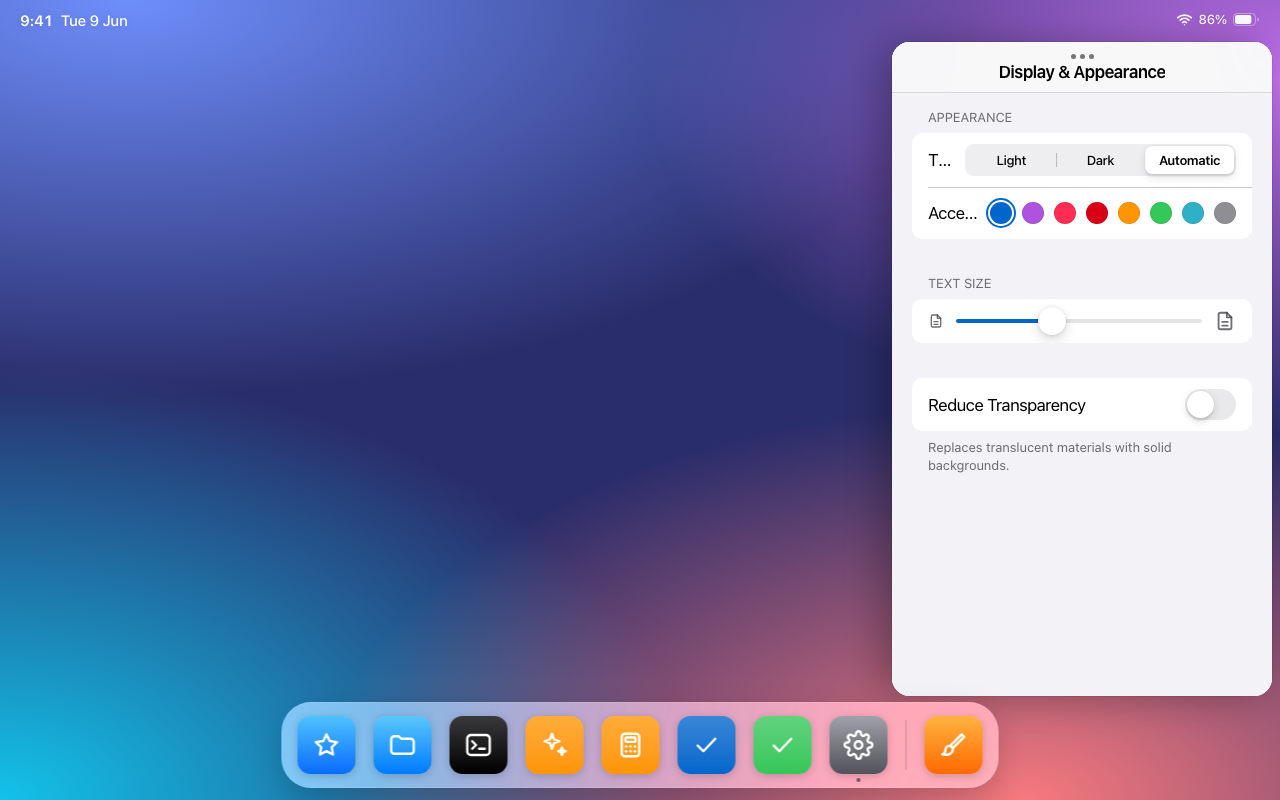 9:41 Tue 9 Jun
86%
Display & Appearance
APPEARANCE
T...
Light
Dark
Automatic
Acce...
TEXT SIZE
Reduce Transparency
Replaces translucent materials with solid
backgrounds.